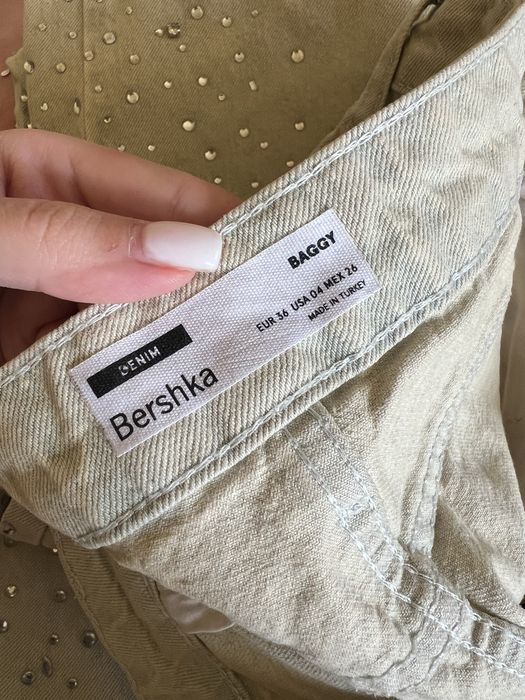 BAGGY
EUR 36 USA 04 MEX 26
MADE IN TURKEY
DENIM
Bershka